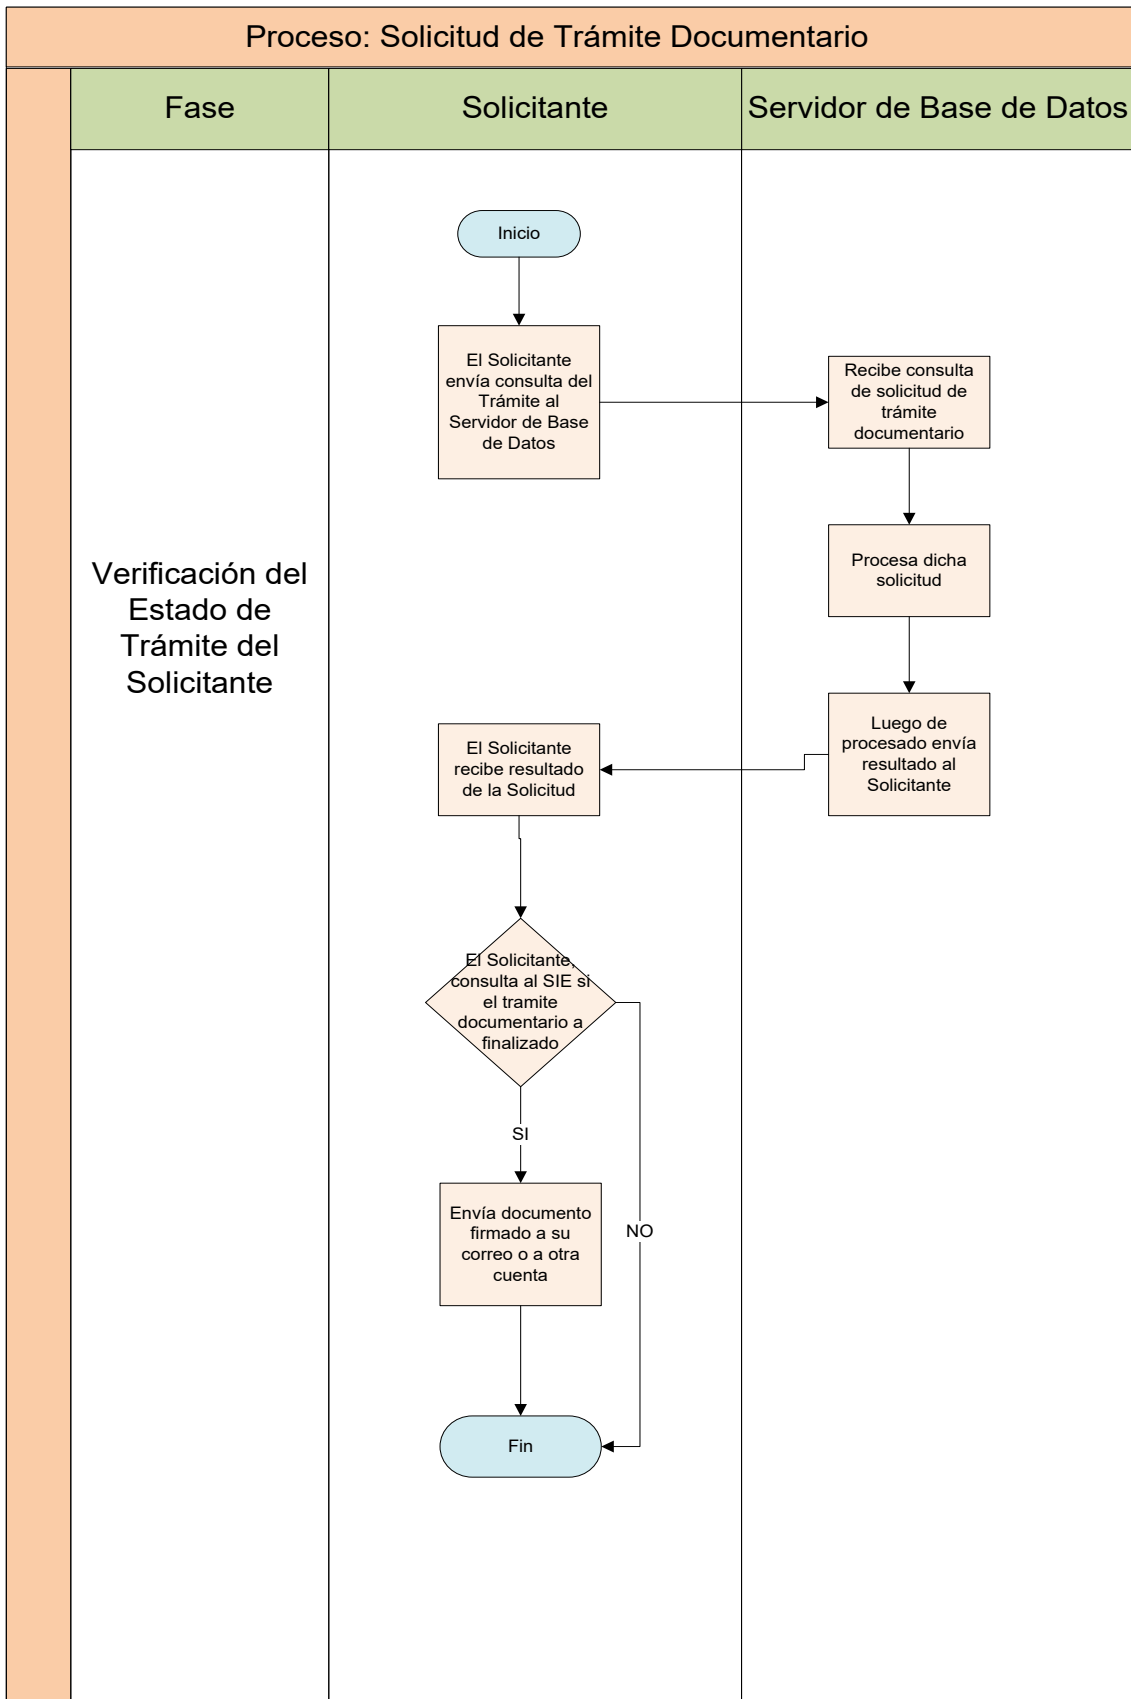 Proceso: Solicitud de Trámite Documentario
Fase
Solicitante
Servidor de Base de Datos
Inicio
El Solicitante
envía consulta del
Trámite al
Servidor de Base
de Datos
Recibe consulta
de solicitud de
trámite
documentario
Procesa dicha
solicitud
Verificación del
Estado de
Trámite del
Solicitante
Luego de
procesado envía
resultado al
Solicitante
El Solicitante
recibe resultado
de la Solicitud
El Solicitante,
consulta al SIE si
el tramite
documentario a
finalizado
SI
NO
Envía documento
firmado a su
correo o a otra
cuenta
Fin